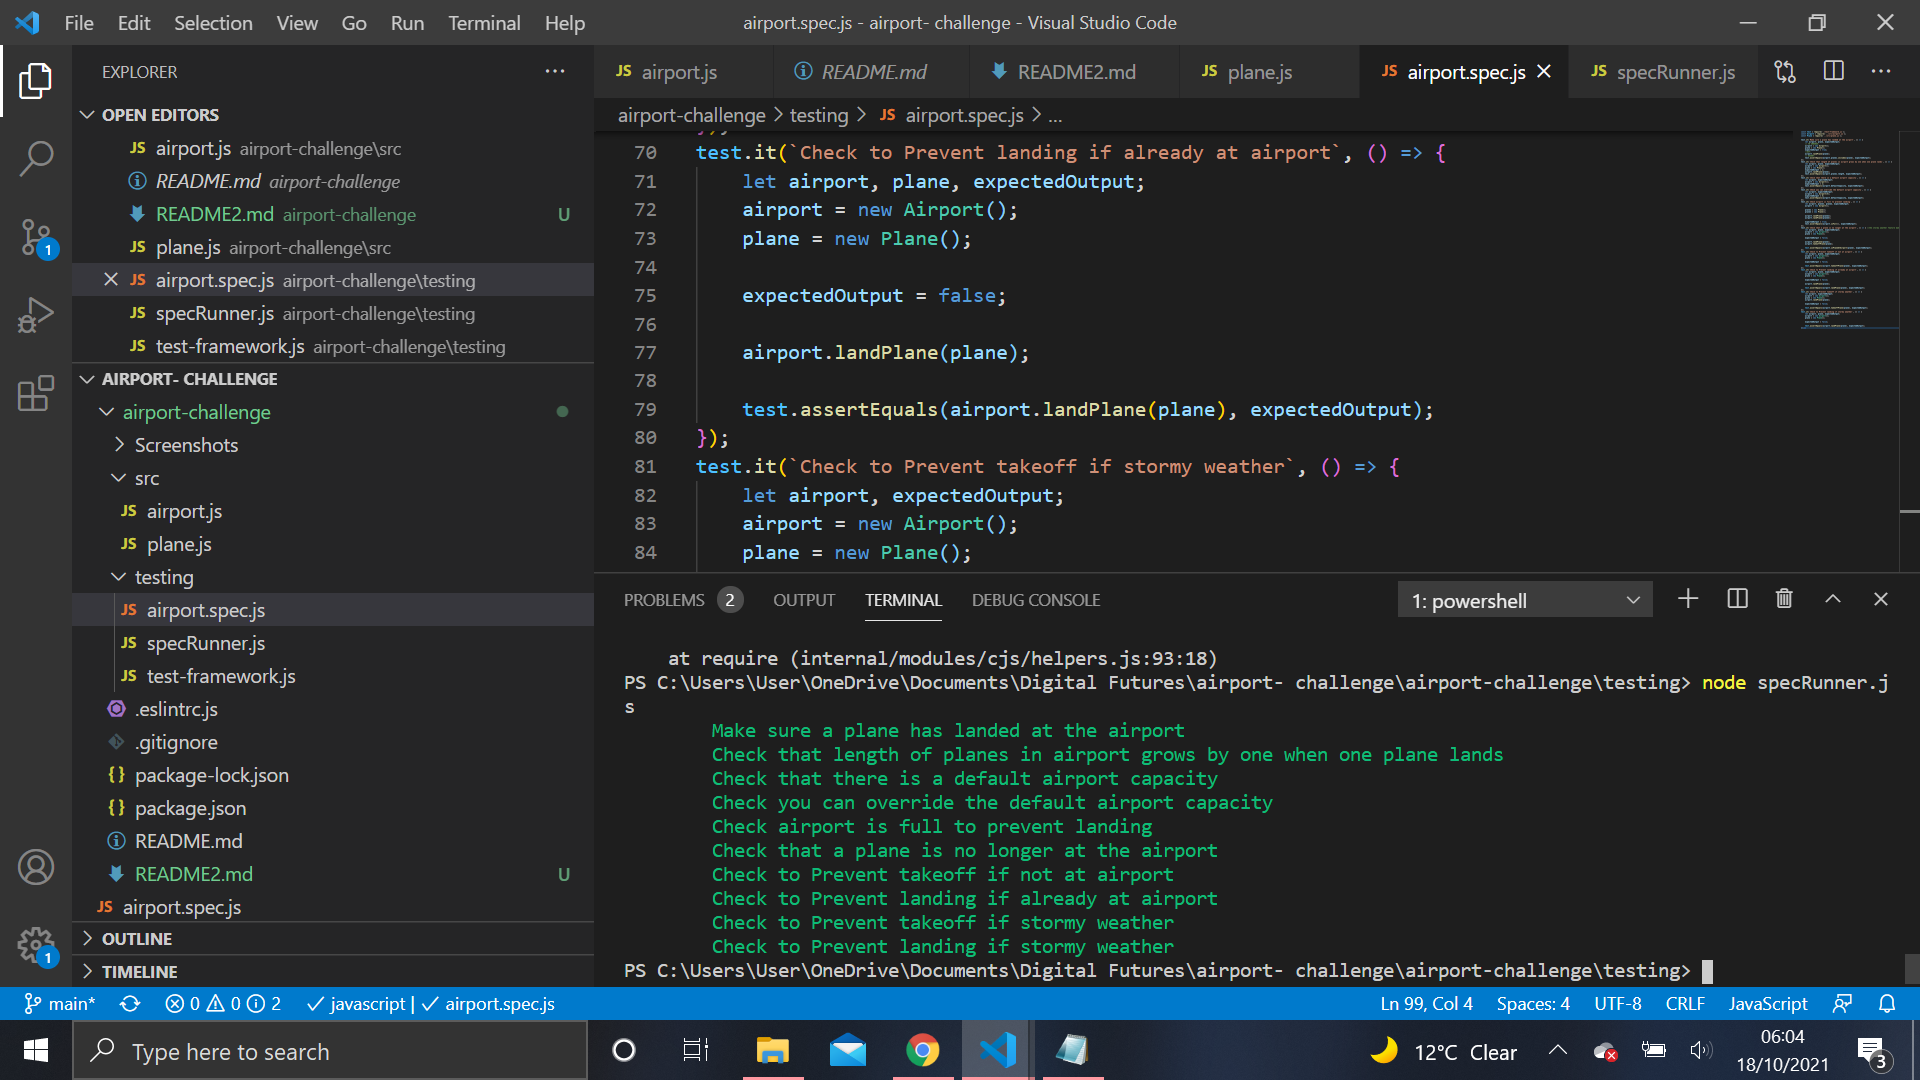 File Edit Selection View Go Run Terminal Help
airport.spec.js - airport- challenge - Visual Studio Code
EXPLORER
OPEN EDITORS
JS airport.js airport-challenge\src
README.md airport-challenge
README2.md airport-challenge U
JS plane.js airport-challenge\src
JS airport.spec.js airport-challenge\testing
JS specRunner.js airport-challenge\testing
JS test-framework.js airport-challenge\testing
AIRPORT- CHALLENGE
airport-challenge
Screenshots
src
JS airport.js
JS plane.js
testing
JS airport.spec.js
JS specRunner.js
JS test-framework.js
.eslintrc.js
.gitignore
{} package-lock.json
{} package.json
README.md
README2.md U
JS airport.spec.js
OUTLINE
TIMELINE
1
1
JS airport.js README.md README2.md JS plane.js JS airport.spec.js JS specRunner.js
airport-challenge > testing > JS airport.spec.js > ...
70 test.it(`Check to Prevent landing if already at airport`, () => {
71 let airport, plane, expectedOutput;
72 airport = new Airport();
73 plane = new Plane();
74
75 expectedOutput = false;
76
77 airport.landPlane(plane);
78
79 test.assertEquals(airport.landPlane(plane), expectedOutput);
80 });
81 test.it(`Check to Prevent takeoff if stormy weather`, () => {
82 let airport, expectedOutput;
83 airport = new Airport();
84 plane = new Plane();
PROBLEMS 2 OUTPUT TERMINAL DEBUG CONSOLE 1: powershell
at require (internal/modules/cjs/helpers.js:93:18)
PS C:\Users\User\OneDrive\Documents\Digital Futures\airport- challenge\airport-challenge\testing> node specRunner.j
s
Make sure a plane has landed at the airport
Check that length of planes in airport grows by one when one plane lands
Check that there is a default airport capacity
Check you can override the default airport capacity
Check airport is full to prevent landing
Check that a plane is no longer at the airport
Check to Prevent takeoff if not at airport
Check to Prevent landing if already at airport
Check to Prevent takeoff if stormy weather
Check to Prevent landing if stormy weather
PS C:\Users\User\OneDrive\Documents\Digital Futures\airport- challenge\airport-challenge\testing>
main* 0 0 2 javascript | airport.spec.js Ln 99, Col 4 Spaces: 4 UTF-8 CRLF JavaScript
Type here to search
12°C Clear
06:04
18/10/2021
3